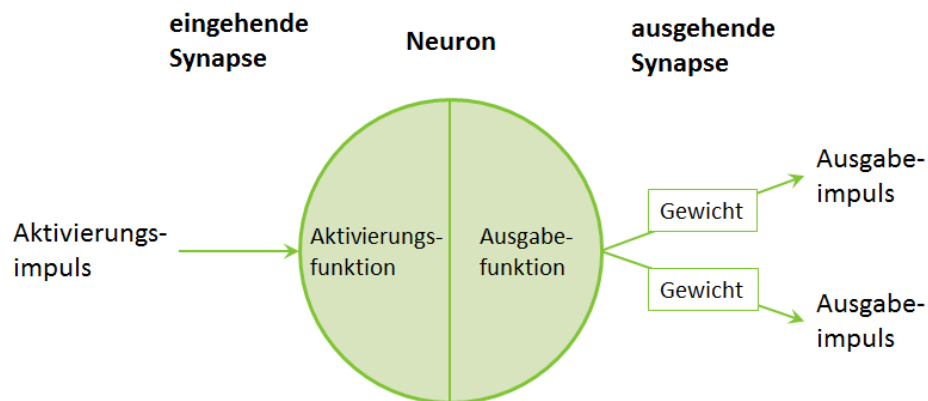 eingehende
Synapse
Neuron
ausgehende
Synapse
Aktivierungs-
impuls
Aktivierungs-
funktion
Ausgabe-
funktion
Gewicht
Gewicht
Ausgabe-
impuls
Ausgabe-
impuls